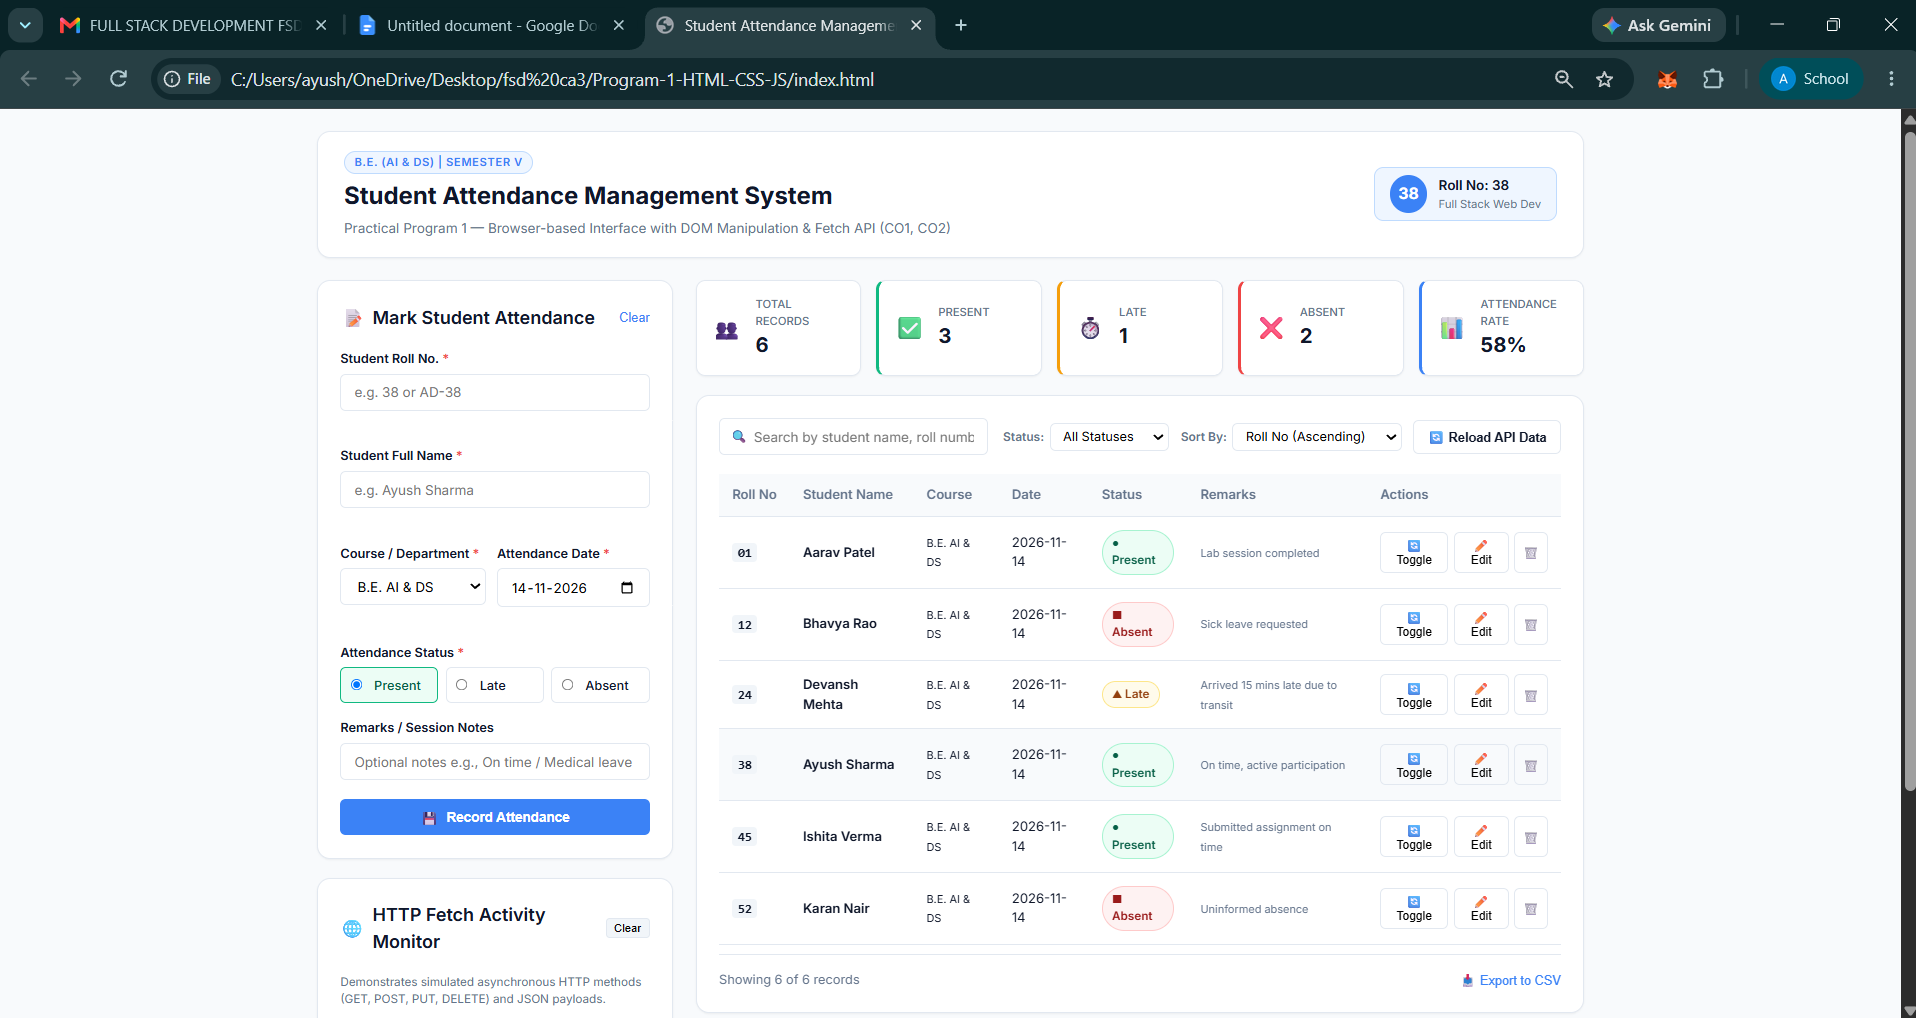 FULL STACK DEVELOPMENT FSD
Untitled document - Google Do
Student Attendance Manageme
Ask Gemini
File
C:/Users/ayush/OneDrive/Desktop/fsd%20ca3/Program-1-HTML-CSS-JS/index.html
A
School
B.E. (AI & DS) | SEMESTER V
Student Attendance Management System
Practical Program 1 — Browser-based Interface with DOM Manipulation & Fetch API (CO1, CO2)
38
Roll No: 38
Full Stack Web Dev
Mark Student Attendance
Clear
Student Roll No. *
e.g. 38 or AD-38
Student Full Name *
e.g. Ayush Sharma
Course / Department *
Attendance Date *
B.E. AI & DS
14-11-2026
Attendance Status *
Present
Late
Absent
Remarks / Session Notes
Optional notes e.g., On time / Medical leave
Record Attendance
HTTP Fetch Activity
Monitor
Clear
Demonstrates simulated asynchronous HTTP methods
(GET, POST, PUT, DELETE) and JSON payloads.
TOTAL
RECORDS
6
PRESENT
3
LATE
1
ABSENT
2
ATTENDANCE
RATE
58%
Search by student name, roll numb
Status:
All Statuses
Sort By:
Roll No (Ascending)
Reload API Data
Roll No Student Name Course Date Status Remarks Actions
01
Aarav Patel
B.E. AI &
DS
2026-11-
14
Present
Lab session completed
Toggle
Edit
12
Bhavya Rao
B.E. AI &
DS
2026-11-
14
Absent
Sick leave requested
Toggle
Edit
24
Devansh
Mehta
B.E. AI &
DS
2026-11-
14
Late
Arrived 15 mins late due to
transit
Toggle
Edit
38
Ayush Sharma
B.E. AI &
DS
2026-11-
14
Present
On time, active participation
Toggle
Edit
45
Ishita Verma
B.E. AI &
DS
2026-11-
14
Present
Submitted assignment on
time
Toggle
Edit
52
Karan Nair
B.E. AI &
DS
2026-11-
14
Absent
Uninformed absence
Toggle
Edit
Showing 6 of 6 records
Export to CSV